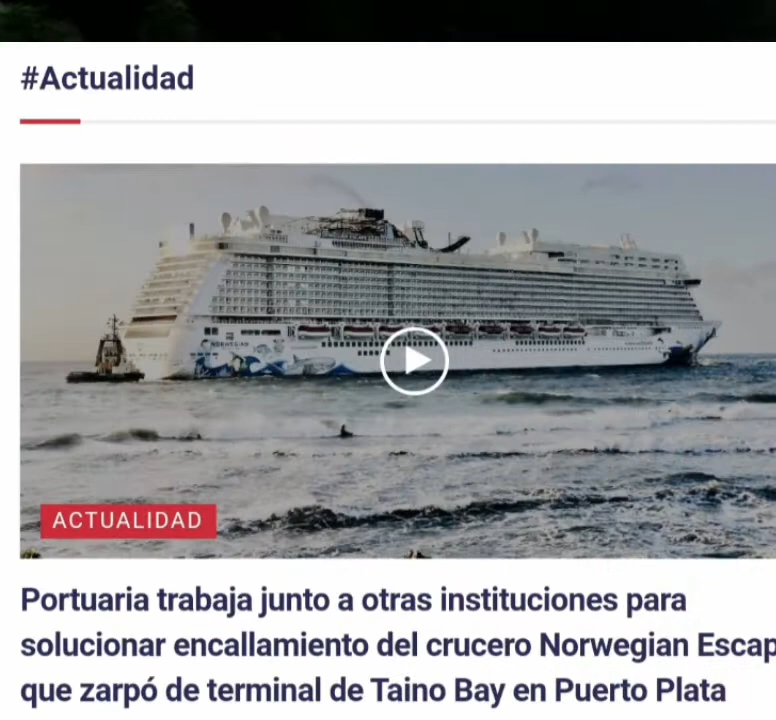 #Actualidad
NORWEGIAN
ACTUALIDAD
Portuaria trabaja junto a otras instituciones para
solucionar encallamiento del crucero Norwegian Escap
que zarpó de terminal de Taino Bay en Puerto Plata